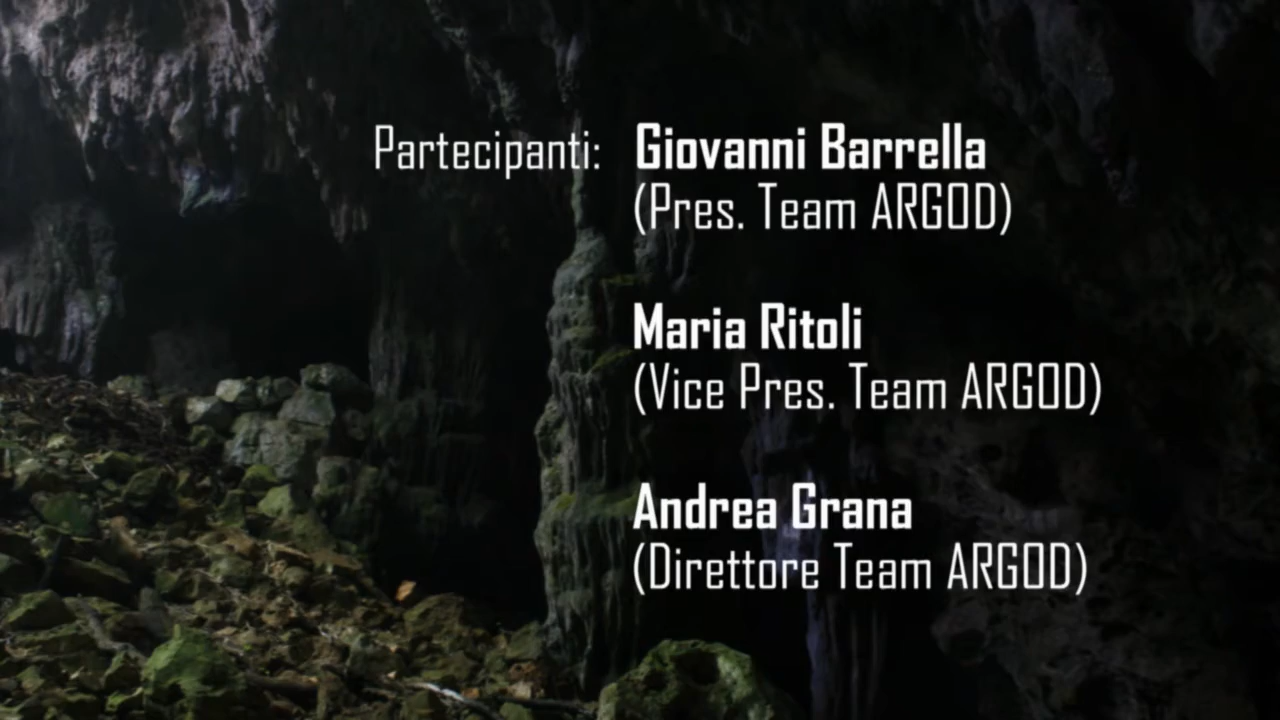 Partecipanti: Giovanni Barrella
(Pres. Team ARGOD)
Maria Ritoli
(Vice Pres. Team ARGOD)
Andrea Grana
(Direttore Team ARGOD)